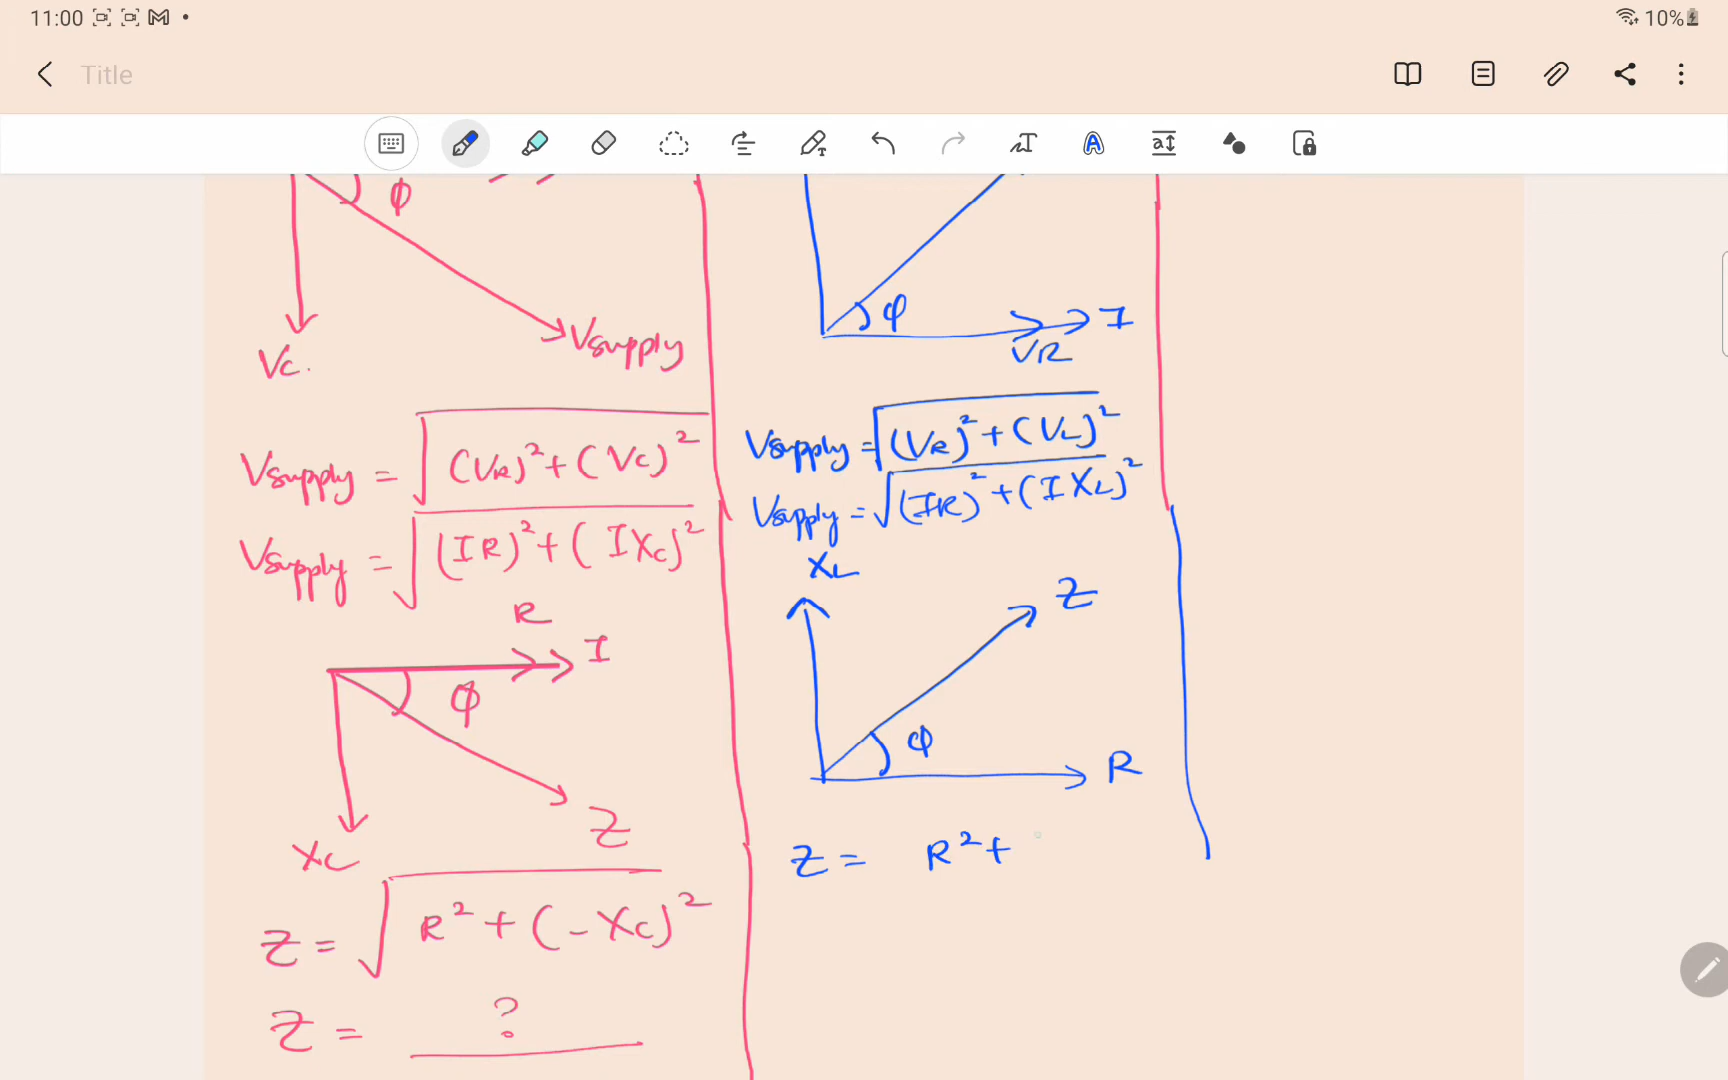 11:00
10%
Title
ϕ
Vc.
Vsupply
Vsupply = √(VR)²+(VC)²
Vsupply = √(IR)²+(IXc)²
R
I
ϕ
Xc
Z
Z = √R²+(-Xc)²
Z = ?
φ
I
VR
Vsupply = √(VR)²+(VL)²
Vsupply = √(IR)²+(IXL)²
XL
Z
φ
R
Z = R²+